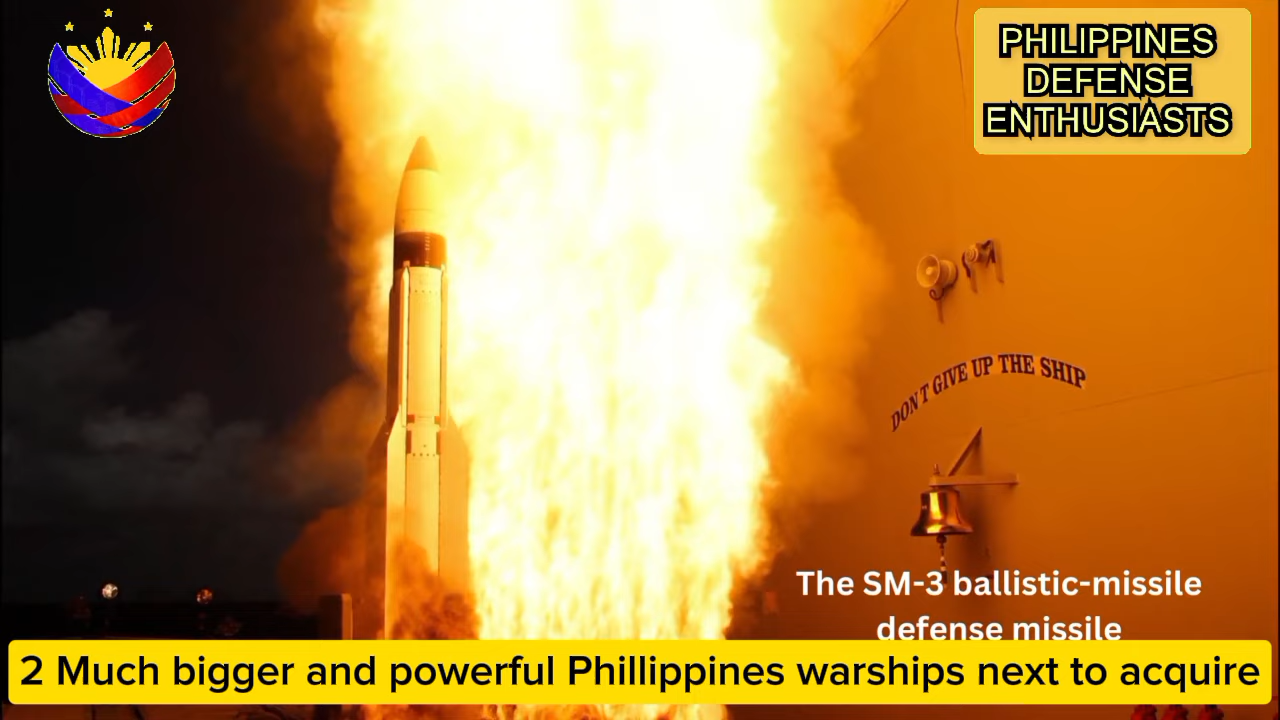 PHILIPPINES
DEFENSE
ENTHUSIASTS
DON'T GIVE UP THE SHIP
The SM-3 ballistic-missile
defense missile
2 Much bigger and powerful Phillippines warships next to acquire